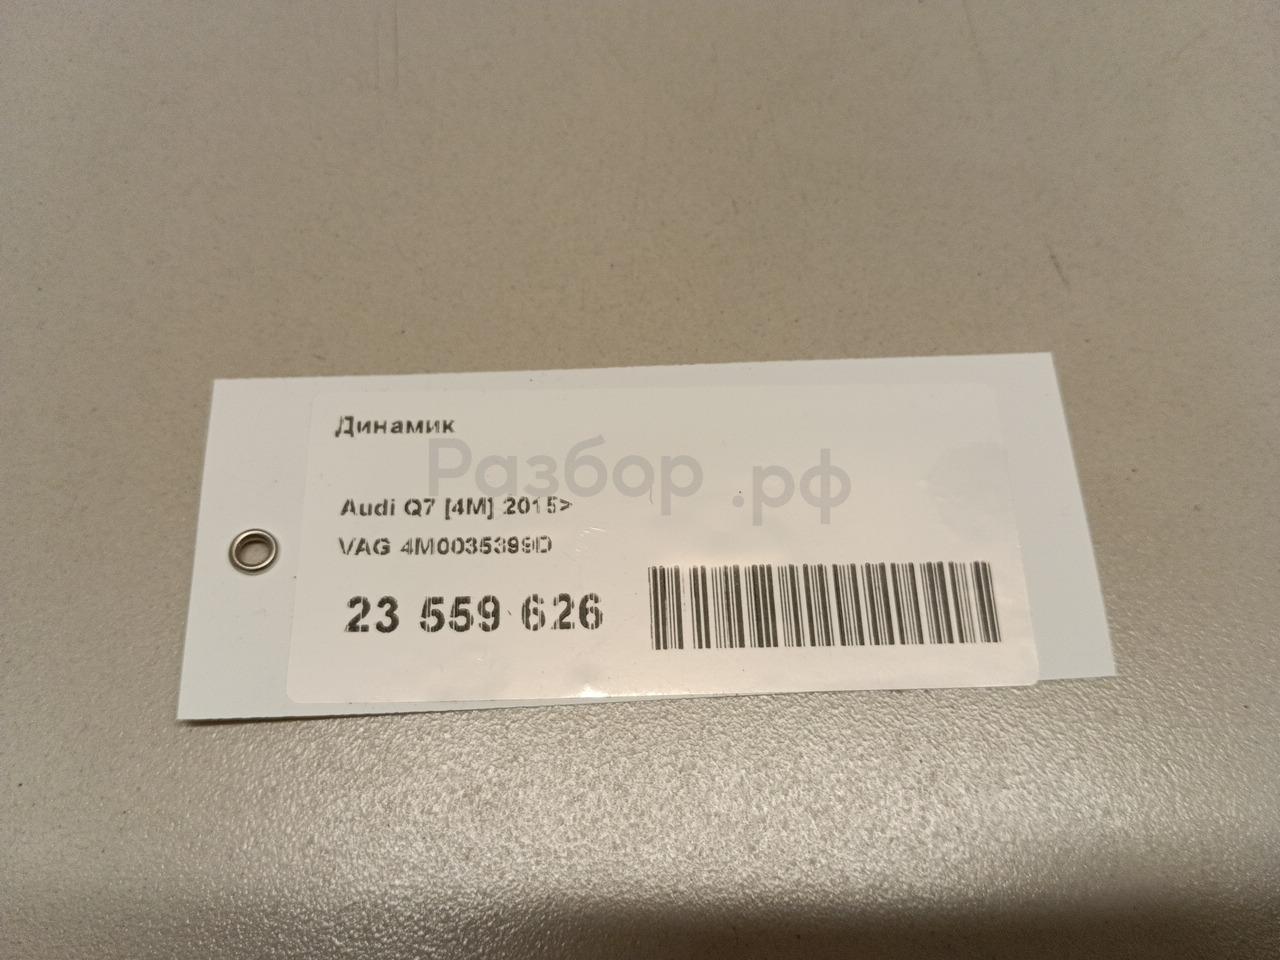 Динамик
Разбор.рф
Audi Q7 [4M] 2015>
VAG 4M0035399D
23 559 626